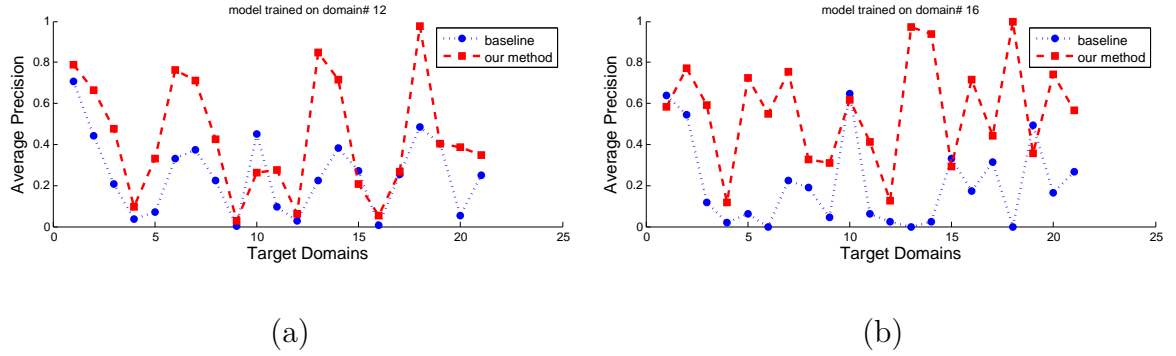 model trained on domain# 12
1
0.8
0.6
0.4
0.2
0
0 5 10 15 20 25
Average Precision
Target Domains
baseline
our method
(a)
model trained on domain# 16
1
0.8
0.6
0.4
0.2
0
0 5 10 15 20 25
Average Precision
Target Domains
baseline
our method
(b)